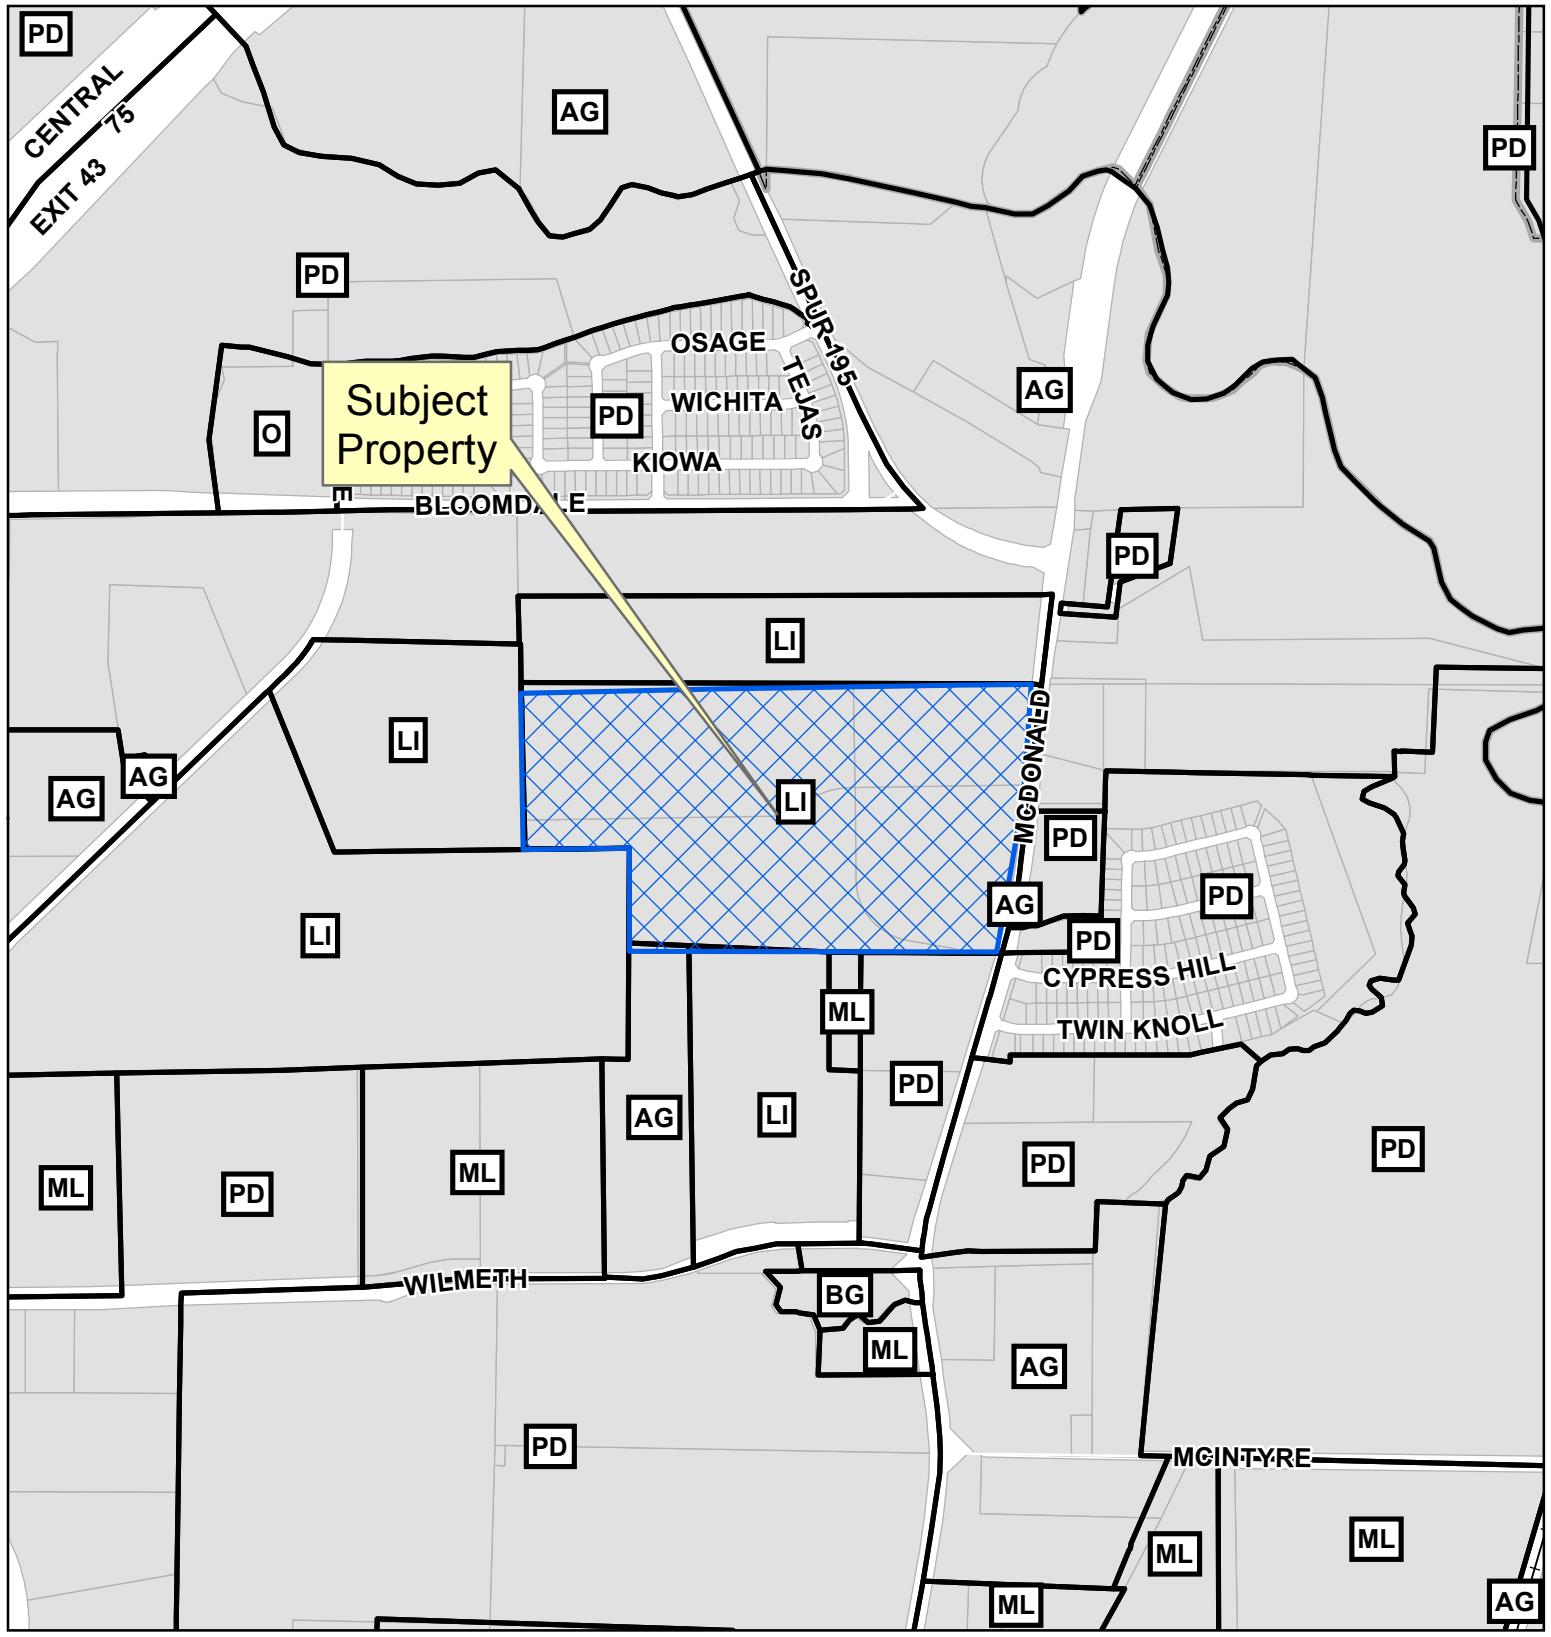 PD
CENTRAL
75
EXIT 43
AG
PD
PD
SPUR 195
OSAGE
TEJAS
AG
WICHITA
PD
Subject
Property
O
KIOWA
E
BLOOMDALE
PD
LI
LI
MCDONALD
AG
AG
LI
PD
PD
AG
LI
PD
CYPRESS HILL
ML
TWIN KNOLL
PD
AG
LI
PD
PD
ML
PD
ML
WILMETH
BG
ML
AG
PD
MCINTYRE
ML
ML
ML
AG